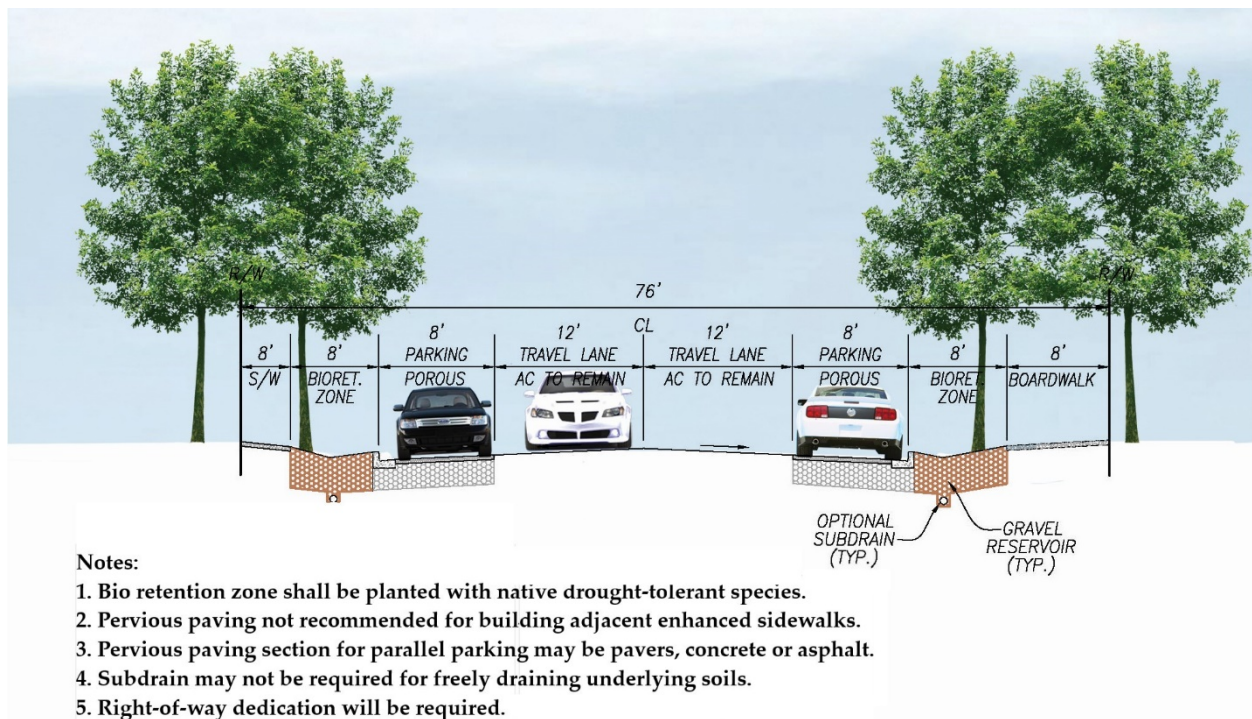 R/W
R/W
76'
CL
8'
S/W
8'
BIORET.
ZONE
8'
PARKING
POROUS
12'
TRAVEL LANE
AC TO REMAIN
12'
TRAVEL LANE
AC TO REMAIN
8'
PARKING
POROUS
8'
BIORET.
ZONE
8'
BOARDWALK
OPTIONAL
SUBDRAIN
(TYP.)
GRAVEL
RESERVOIR
(TYP.)
Notes:
1. Bio retention zone shall be planted with native drought-tolerant species.
2. Pervious paving not recommended for building adjacent enhanced sidewalks.
3. Pervious paving section for parallel parking may be pavers, concrete or asphalt.
4. Subdrain may not be required for freely draining underlying soils.
5. Right-of-way dedication will be required.